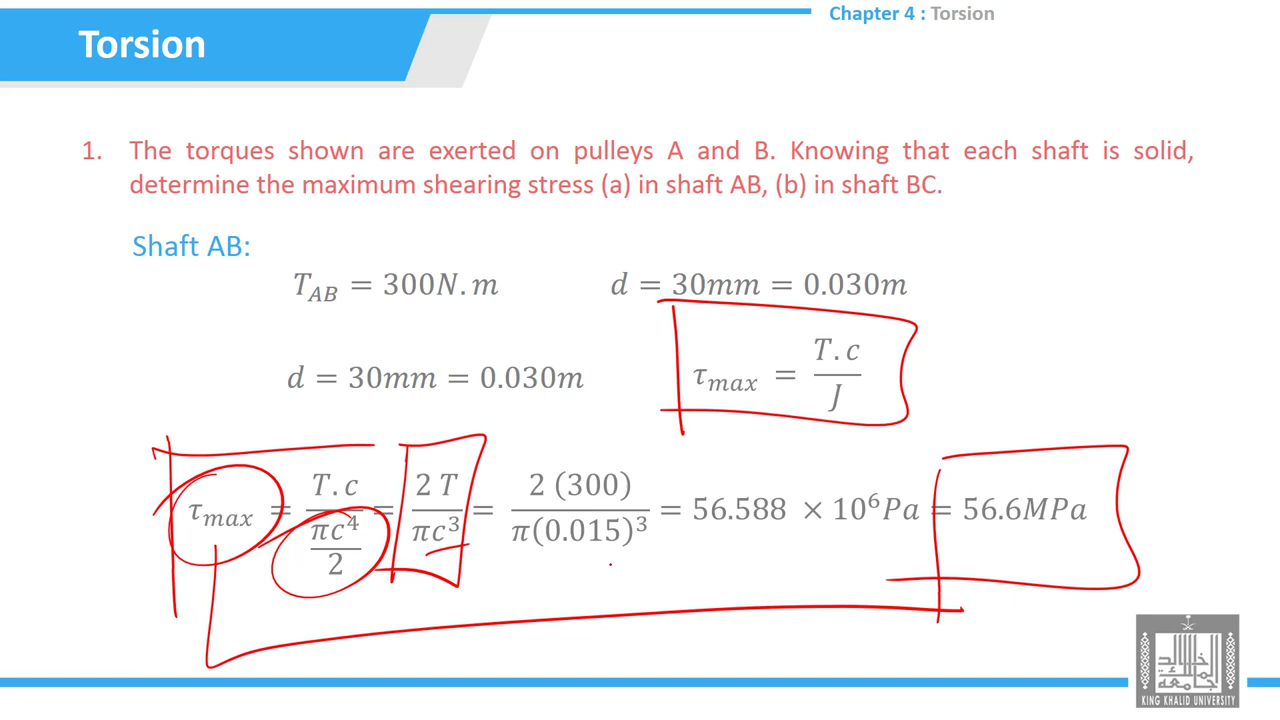 Chapter 4 : Torsion
Torsion
1. The torques shown are exerted on pulleys A and B. Knowing that each shaft is solid,
determine the maximum shearing stress (a) in shaft AB, (b) in shaft BC.
Shaft AB:
T_AB = 300N.m d = 30mm = 0.030m
d = 30mm = 0.030m τ_max = T.c / J
τ_max = T.c / (πc⁴ / 2) = 2 T / πc³ = 2 (300) / π(0.015)³ = 56.588 × 10⁶Pa = 56.6MPa
KING KHALID UNIVERSITY